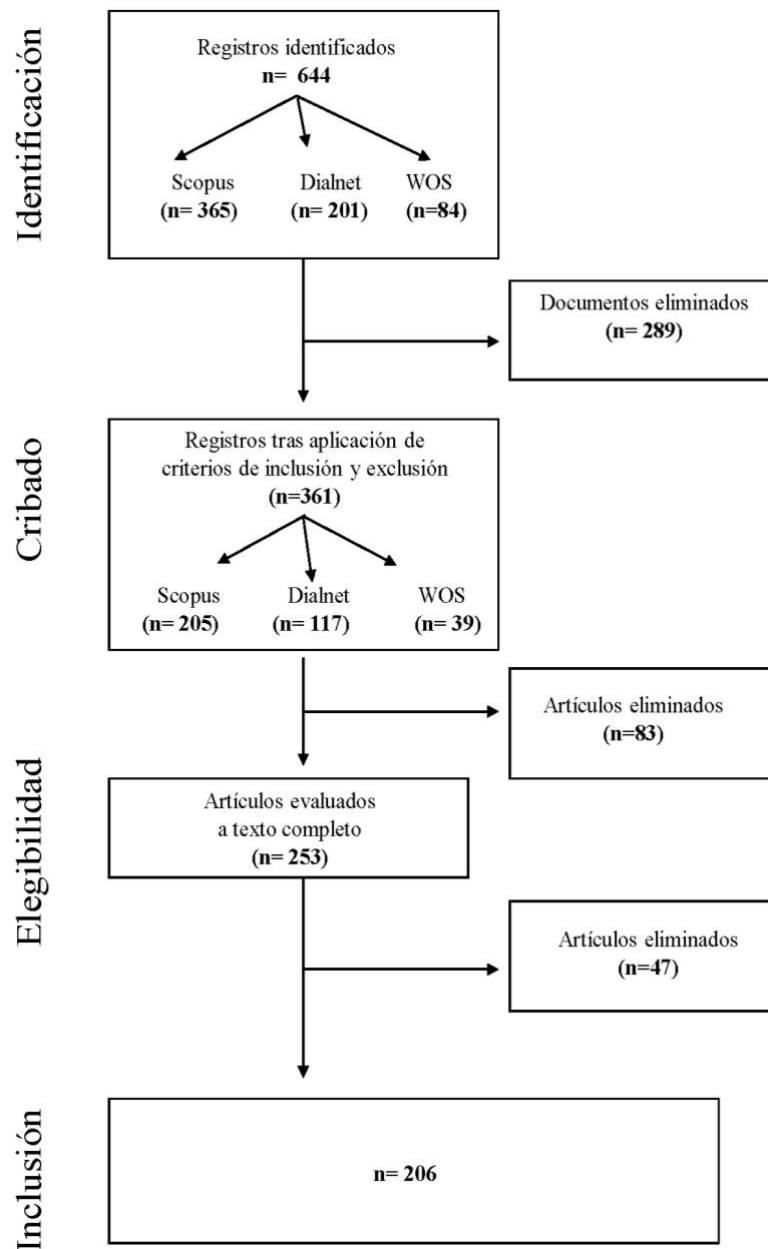 Identificación
Registros identificados
n= 644
Scopus
(n= 365)
Dialnet
(n= 201)
WOS
(n=84)
Documentos eliminados
(n= 289)
Cribado
Registros tras aplicación de
criterios de inclusión y exclusión
(n=361)
Scopus
(n= 205)
Dialnet
(n= 117)
WOS
(n= 39)
Artículos eliminados
(n=83)
Elegibilidad
Artículos evaluados
a texto completo
(n= 253)
Artículos eliminados
(n=47)
Inclusión
n= 206